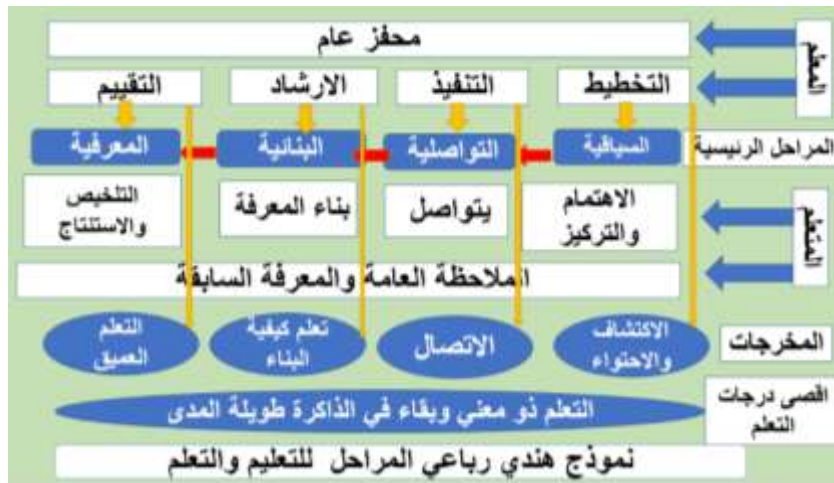 محفز عام
المعلم
التخطيط
التنفيذ
الارشاد
التقييم
المراحل الرئيسية
السياقية
التواصلية
البنائية
المعرفية
المتعلم
الاهتمام
والتركيز
يتواصل
بناء المعرفة
التلخيص
والاستنتاج
الملاحظة العامة والمعرفة السابقة
المخرجات
الاكتشاف
والاحتواء
الاتصال
تعلم كيفية
البناء
التعلم
العميق
اقصى درجات
التعلم
التعلم ذو معني وبقاء في الذاكرة طويلة المدى
نموذج هندي رباعي المراحل للتعليم والتعلم